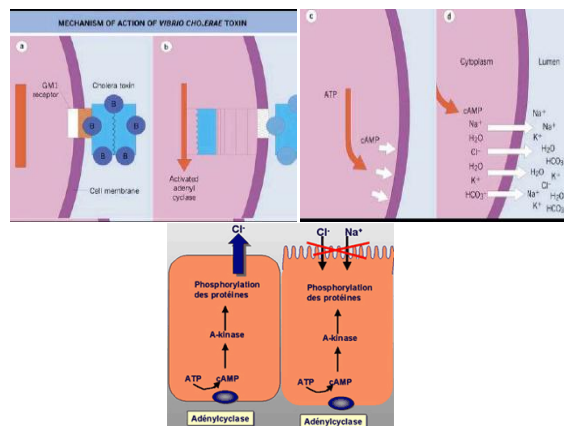 MECHANISM OF ACTION OF VIBRIO CHOLERAE TOXIN
a
GM1
receptor
Cholera toxin
B
B
B
B
B
Cell membrane
b
Activated
adenyl
cyclase
c
ATP
cAMP
d
Cytoplasm
Lumen
cAMP
Na⁺
H₂O
Cl⁻
H₂O
K⁺
HCO₃⁻
Na⁺
Na⁺
K⁺
H₂O
HCO₃
H₂O
K⁺
Cl⁻
Na⁺
K⁺
H₂O
Cl⁻
Phosphorylation
des protéines
A-kinase
ATP
cAMP
Adénylcyclase
Cl⁻
Na⁺
Phosphorylation
des protéines
A-kinase
ATP
cAMP
Adénylcyclase